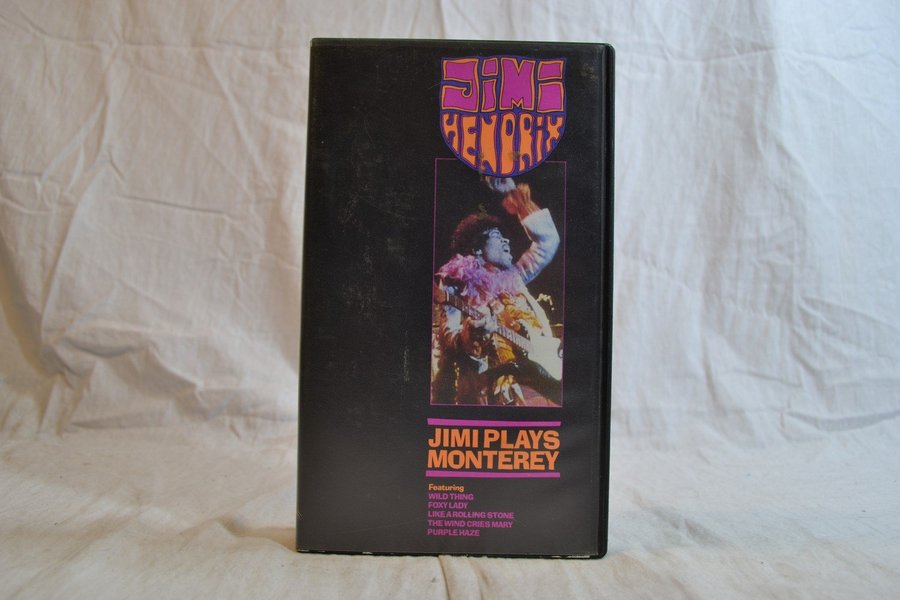 JIMI
HENDRIX
JIMI PLAYS
MONTEREY
Featuring
WILD THING
FOXY LADY
LIKE A ROLLING STONE
THE WIND CRIES MARY
PURPLE HAZE